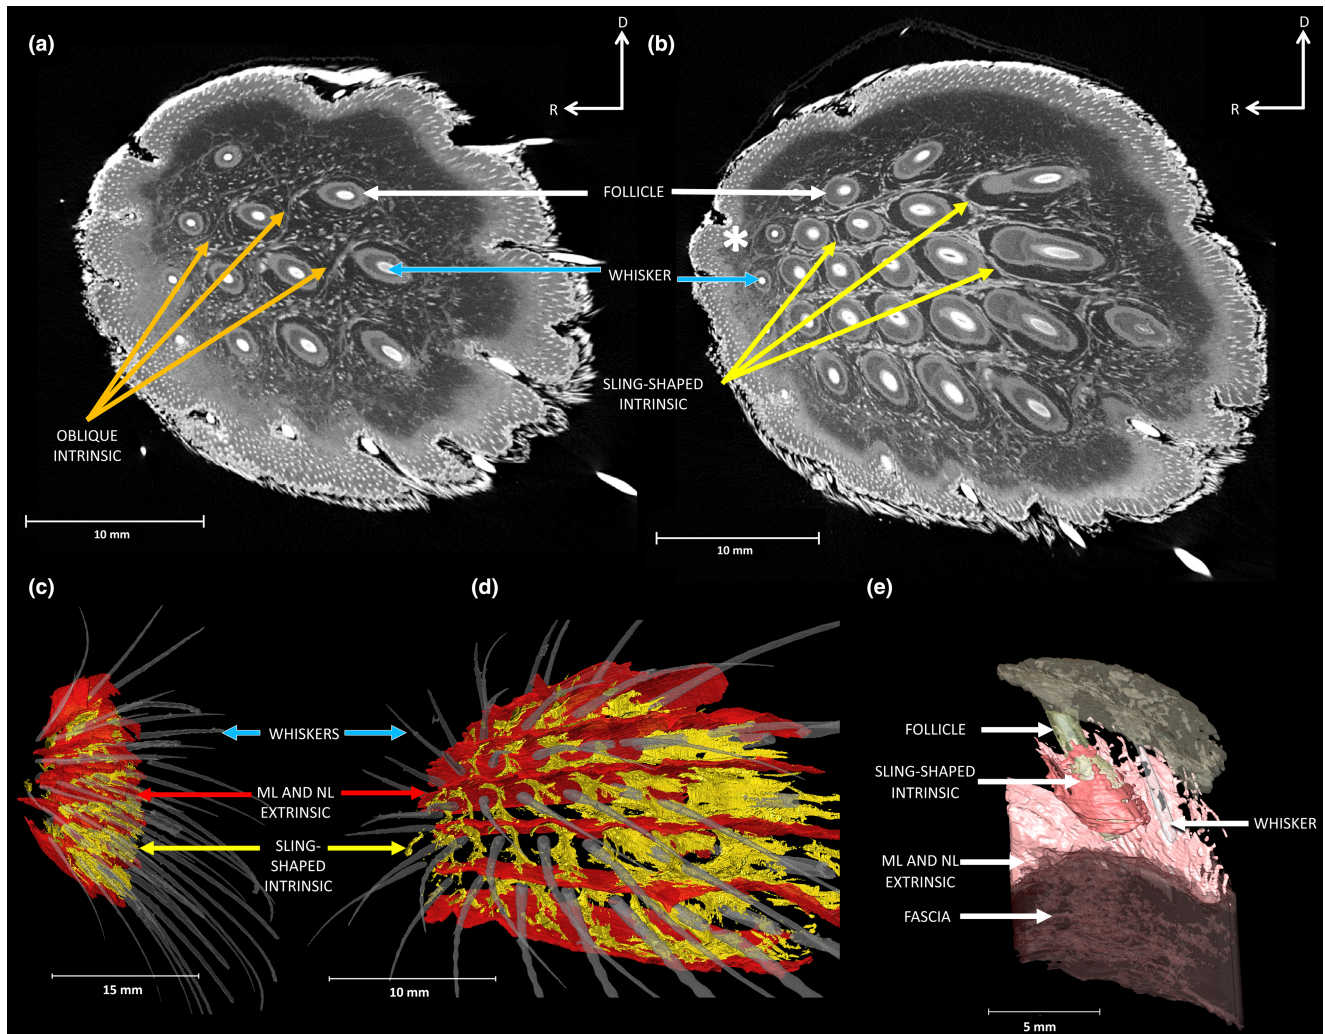 (a)
D
R
(b)
D
R
FOLLICLE
WHISKER
OBLIQUE
INTRINSIC
SLING-SHAPED
INTRINSIC
*
10 mm
10 mm
(c)
(d)
(e)
WHISKERS
ML AND NL
EXTRINSIC
SLING-
SHAPED
INTRINSIC
15 mm
10 mm
FOLLICLE
SLING-SHAPED
INTRINSIC
WHISKER
ML AND NL
EXTRINSIC
FASCIA
5 mm